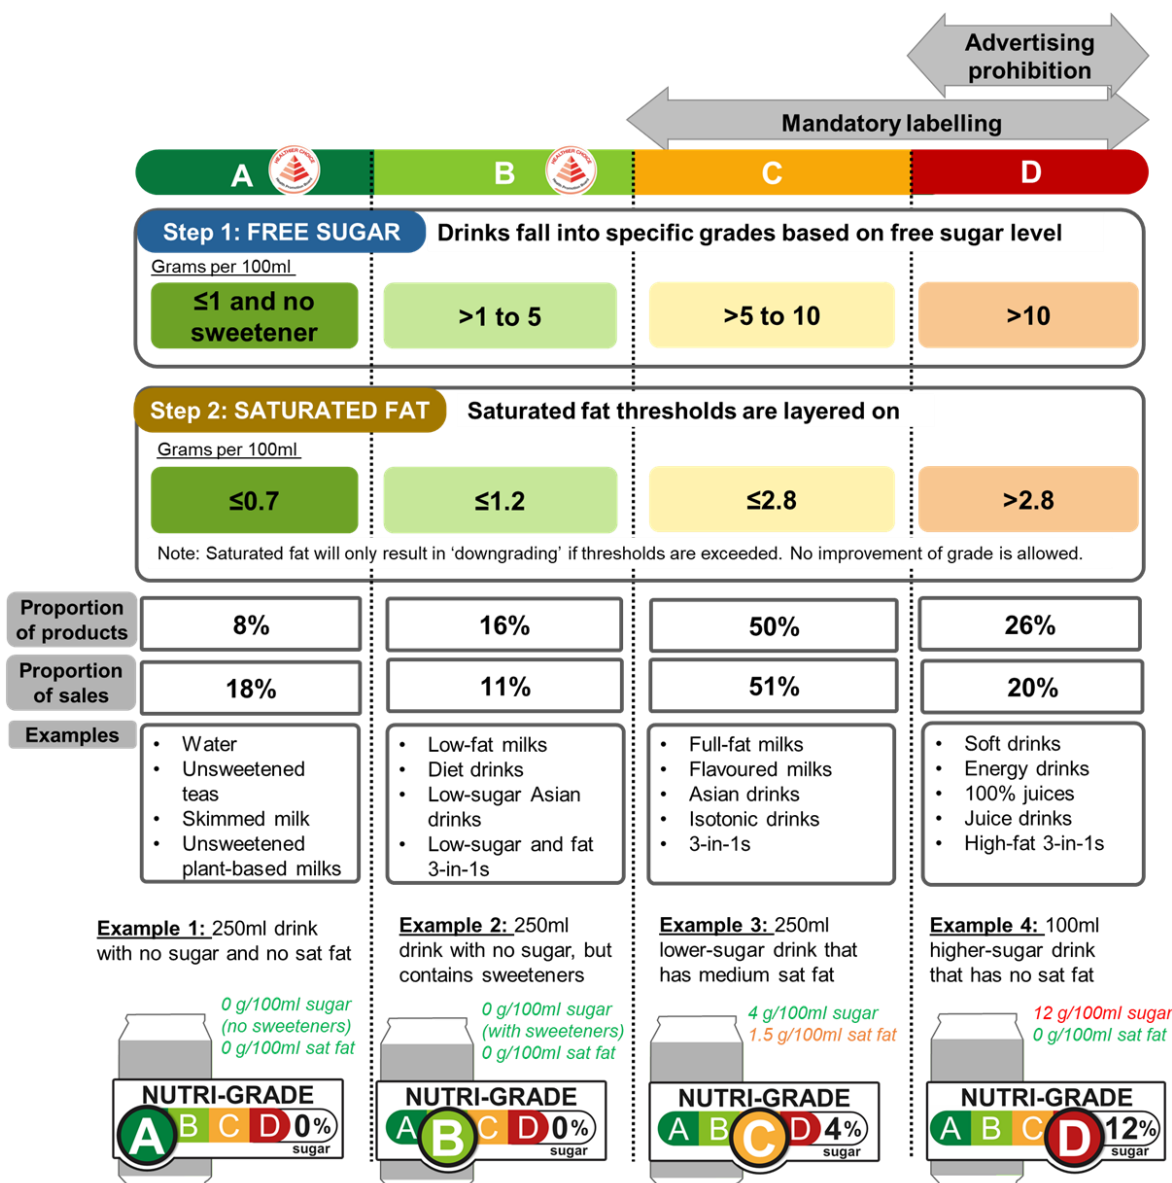 Advertising
prohibition
Mandatory labelling
A
HEALTHIER CHOICE
Health Promotion Board
B
HEALTHIER CHOICE
Health Promotion Board
C
D
Step 1: FREE SUGAR
Drinks fall into specific grades based on free sugar level
Grams per 100ml
≤1 and no
sweetener
>1 to 5
>5 to 10
>10
Step 2: SATURATED FAT
Saturated fat thresholds are layered on
Grams per 100ml
≤0.7
≤1.2
≤2.8
>2.8
Note: Saturated fat will only result in ‘downgrading’ if thresholds are exceeded. No improvement of grade is allowed.
Proportion
of products
8%
16%
50%
26%
Proportion
of sales
18%
11%
51%
20%
Examples
• Water
• Unsweetened
teas
• Skimmed milk
• Unsweetened
plant-based milks
• Low-fat milks
• Diet drinks
• Low-sugar Asian
drinks
• Low-sugar and fat
3-in-1s
• Full-fat milks
• Flavoured milks
• Asian drinks
• Isotonic drinks
• 3-in-1s
• Soft drinks
• Energy drinks
• 100% juices
• Juice drinks
• High-fat 3-in-1s
Example 1: 250ml drink
with no sugar and no sat fat
0 g/100ml sugar
(no sweeteners)
0 g/100ml sat fat
NUTRI-GRADE
A B C D 0%
sugar
Example 2: 250ml
drink with no sugar, but
contains sweeteners
0 g/100ml sugar
(with sweeteners)
0 g/100ml sat fat
NUTRI-GRADE
A B C D 0%
sugar
Example 3: 250ml
lower-sugar drink that
has medium sat fat
4 g/100ml sugar
1.5 g/100ml sat fat
NUTRI-GRADE
A B C D 4%
sugar
Example 4: 100ml
higher-sugar drink
that has no sat fat
12 g/100ml sugar
0 g/100ml sat fat
NUTRI-GRADE
A B C D 12%
sugar